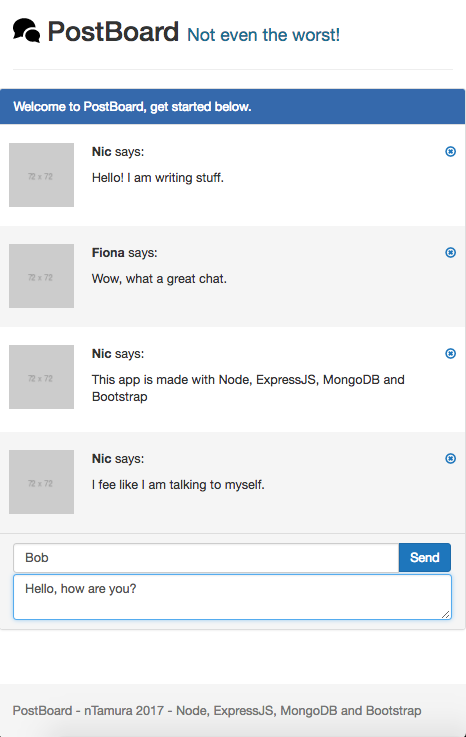 PostBoard Not even the worst!
Welcome to PostBoard, get started below.
72 x 72
Nic says:
Hello! I am writing stuff.
72 x 72
Fiona says:
Wow, what a great chat.
72 x 72
Nic says:
This app is made with Node, ExpressJS, MongoDB and
Bootstrap
72 x 72
Nic says:
I fee like I am talking to myself.
Bob
Send
Hello, how are you?
PostBoard - nTamura 2017 - Node, ExpressJS, MongoDB and Bootstrap